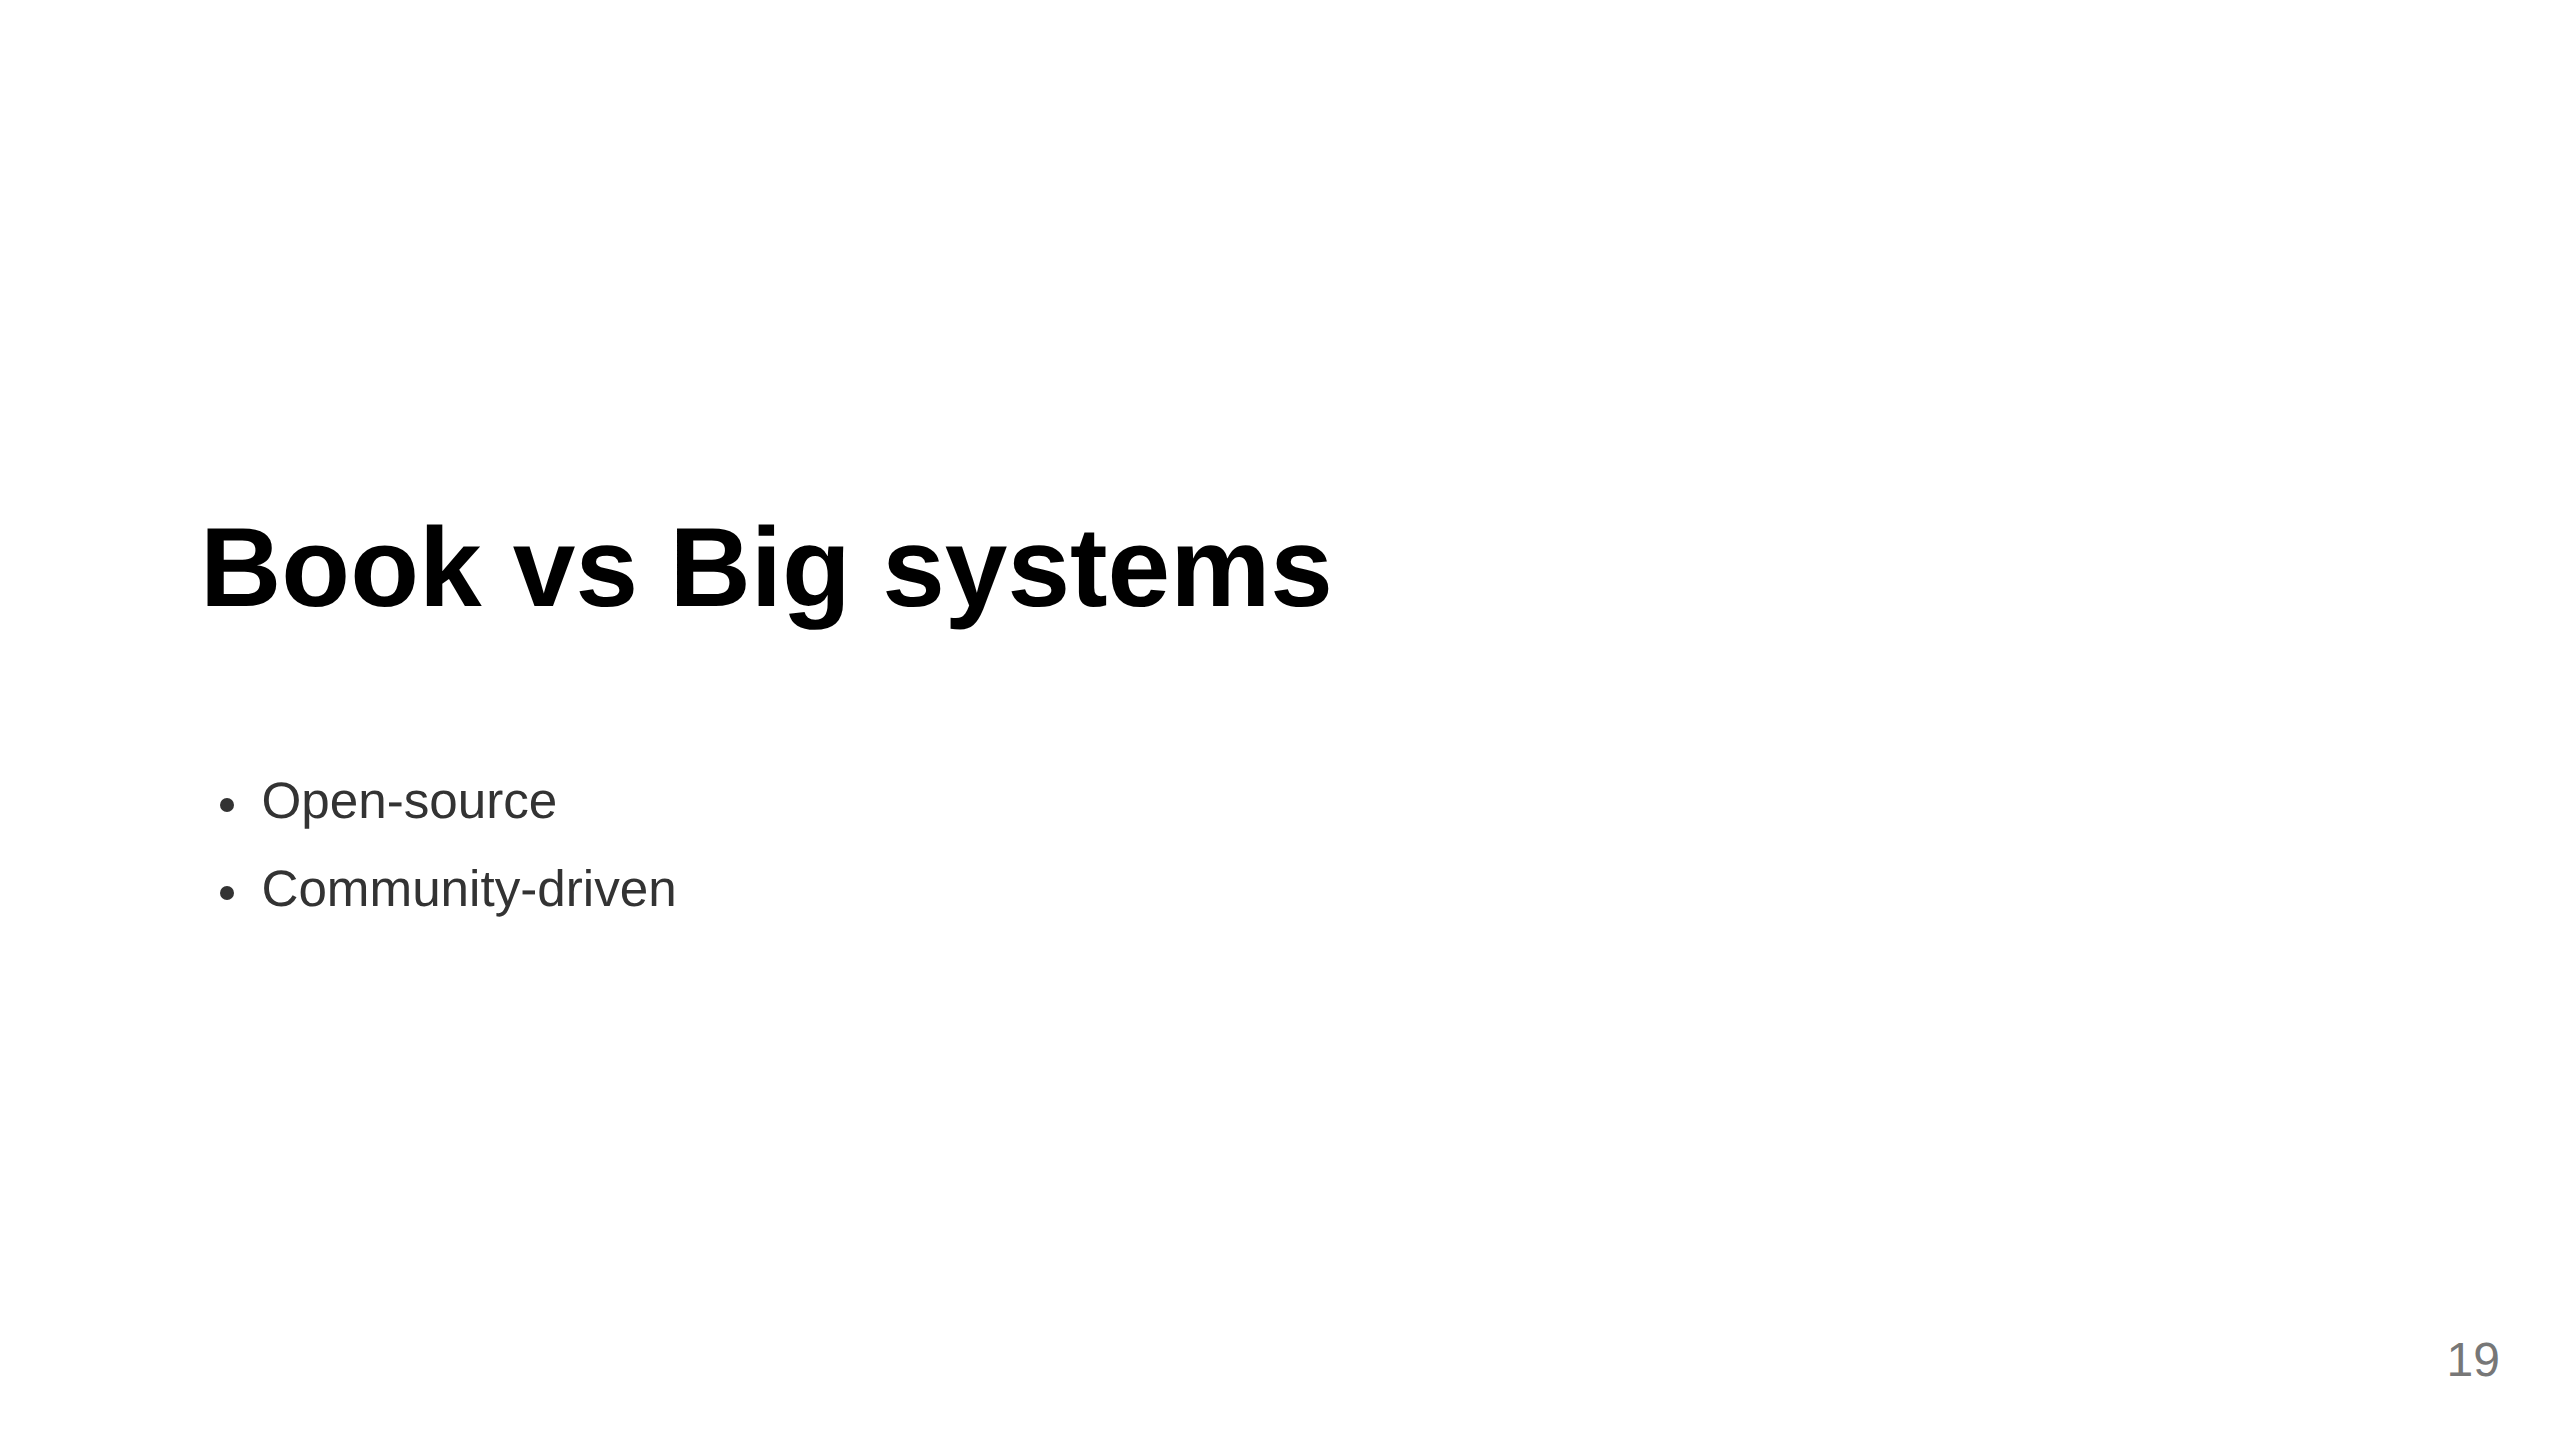 Book vs Big systems
• Open-source
• Community-driven
19